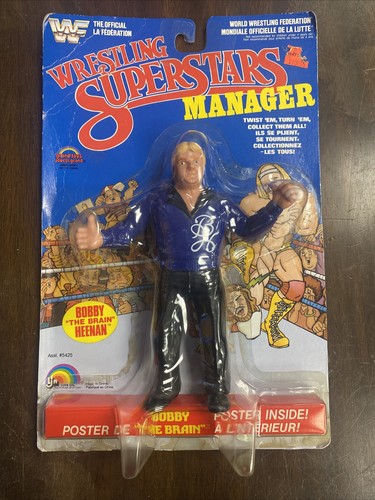 WF
THE OFFICIAL
LA FÉDÉRATION
WORLD WRESTLING FEDERATION
MONDIALE OFFICIELLE DE LA LUTTE
WRESTLING
SUPERSTARS
MANAGER
TWIST 'EM, TURN 'EM,
COLLECT THEM ALL!
ILS SE PLIENT,
SE TOURNENT,
COLLECTIONNEZ
-LES TOUS!
BH
BOBBY
"THE BRAIN"
HEENAN
Asst. #5425
LJN
BOBBY POSTER INSIDE!
POSTER DE "THE BRAIN" À L'INTÉRIEUR!